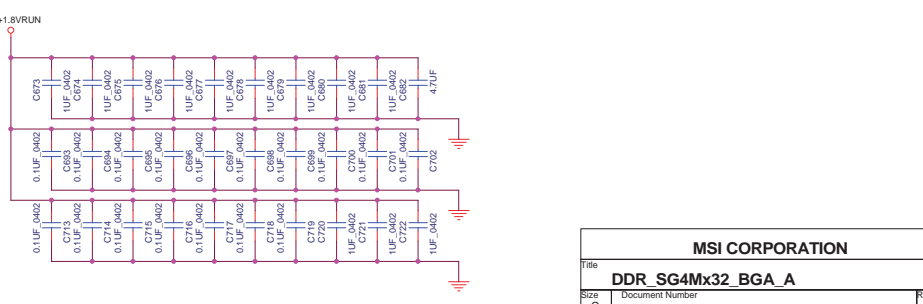 +1.8VRUN
C673 1UF_0402
C674 1UF_0402
C675 1UF_0402
C676 1UF_0402
C677 1UF_0402
C678 1UF_0402
C679 1UF_0402
C680 1UF_0402
C681 1UF_0402
C682 4.7UF
0.1UF_0402 C693
0.1UF_0402 C694
0.1UF_0402 C695
0.1UF_0402 C696
0.1UF_0402 C697
0.1UF_0402 C698
0.1UF_0402 C699
0.1UF_0402 C700
0.1UF_0402 C701
0.1UF_0402 C702
0.1UF_0402 C713
0.1UF_0402 C714
0.1UF_0402 C715
0.1UF_0402 C716
0.1UF_0402 C717
0.1UF_0402 C718
0.1UF_0402 C719
C720 1UF_0402
C721 1UF_0402
C722 1UF_0402
MSI CORPORATION
Title
DDR_SG4Mx32_BGA_A
Size Document Number